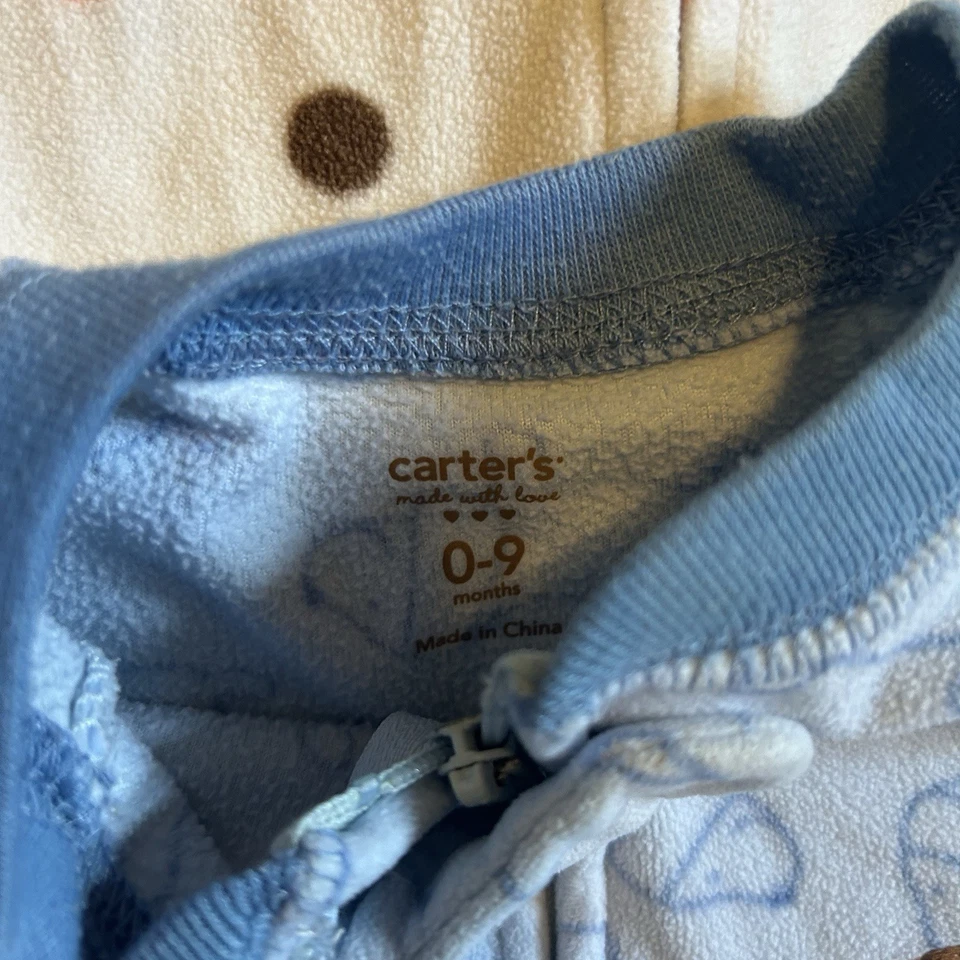 carter's
made with love
0-9
months
Made in China